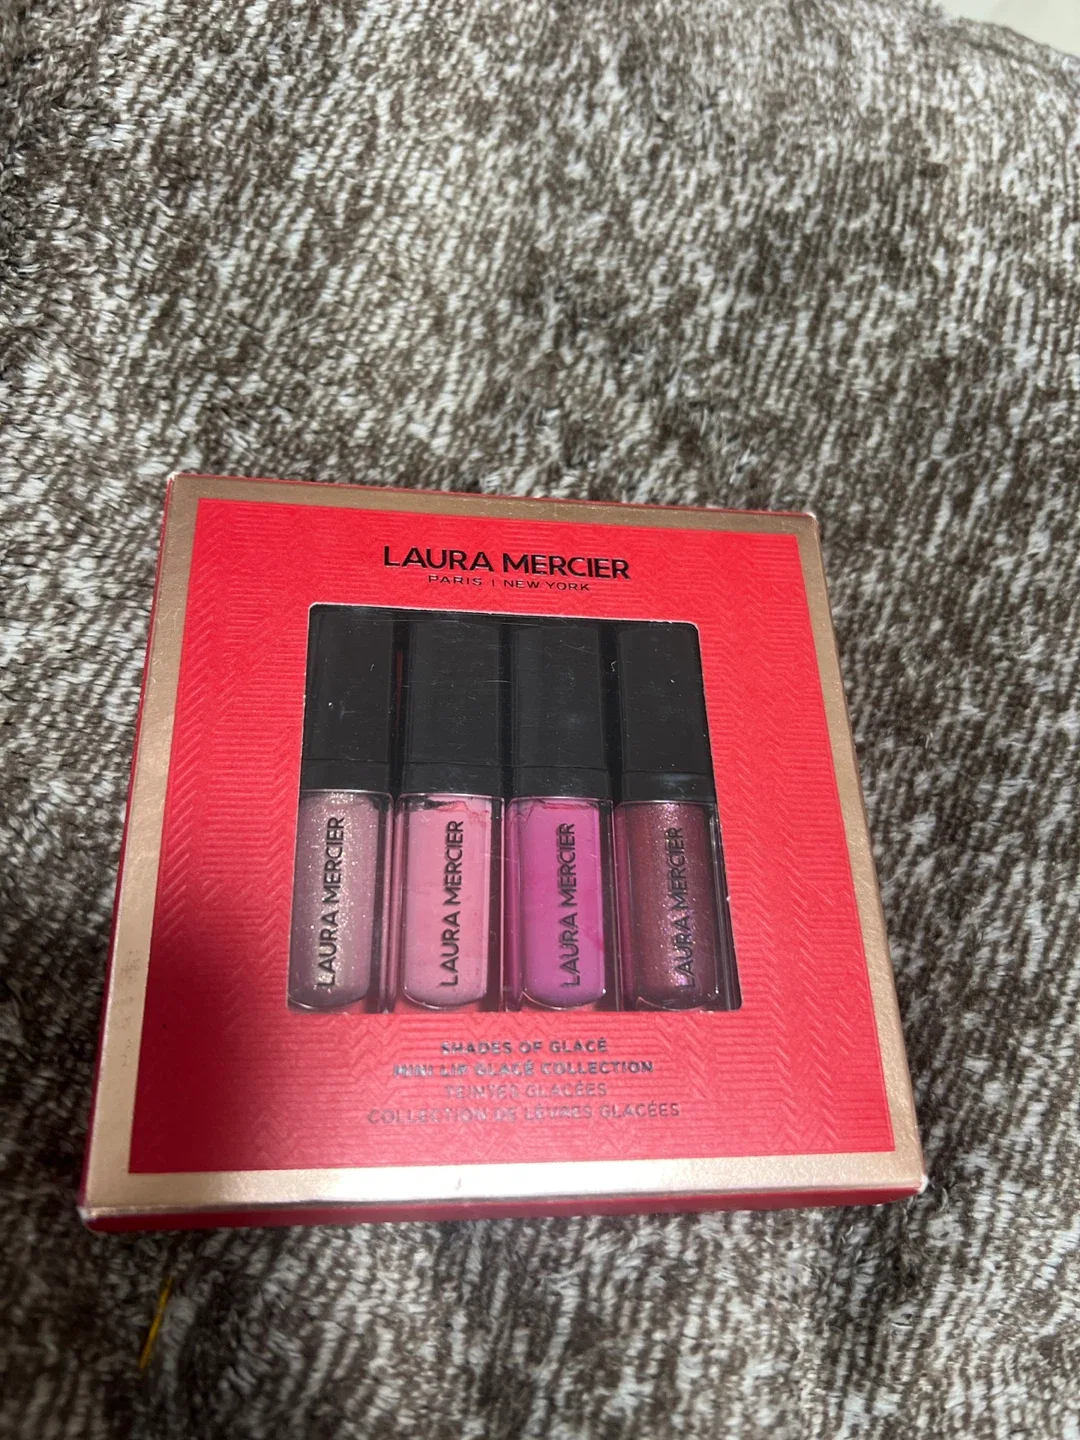 LAURA MERCIER
PARIS | NEW YORK
LAURA MERCIER
LAURA MERCIER
LAURA MERCIER
LAURA MERCIER
SHADES OF GLACÉ
MINI LIP GLACÉ COLLECTION
TEINTES GLACÉES
COLLECTION DE LÈVRES GLACÉES